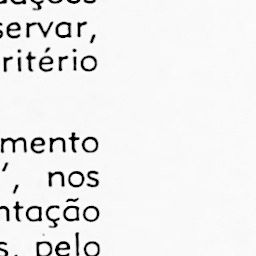 servar,
ritério
mento
', nos
ntação
s, pelo